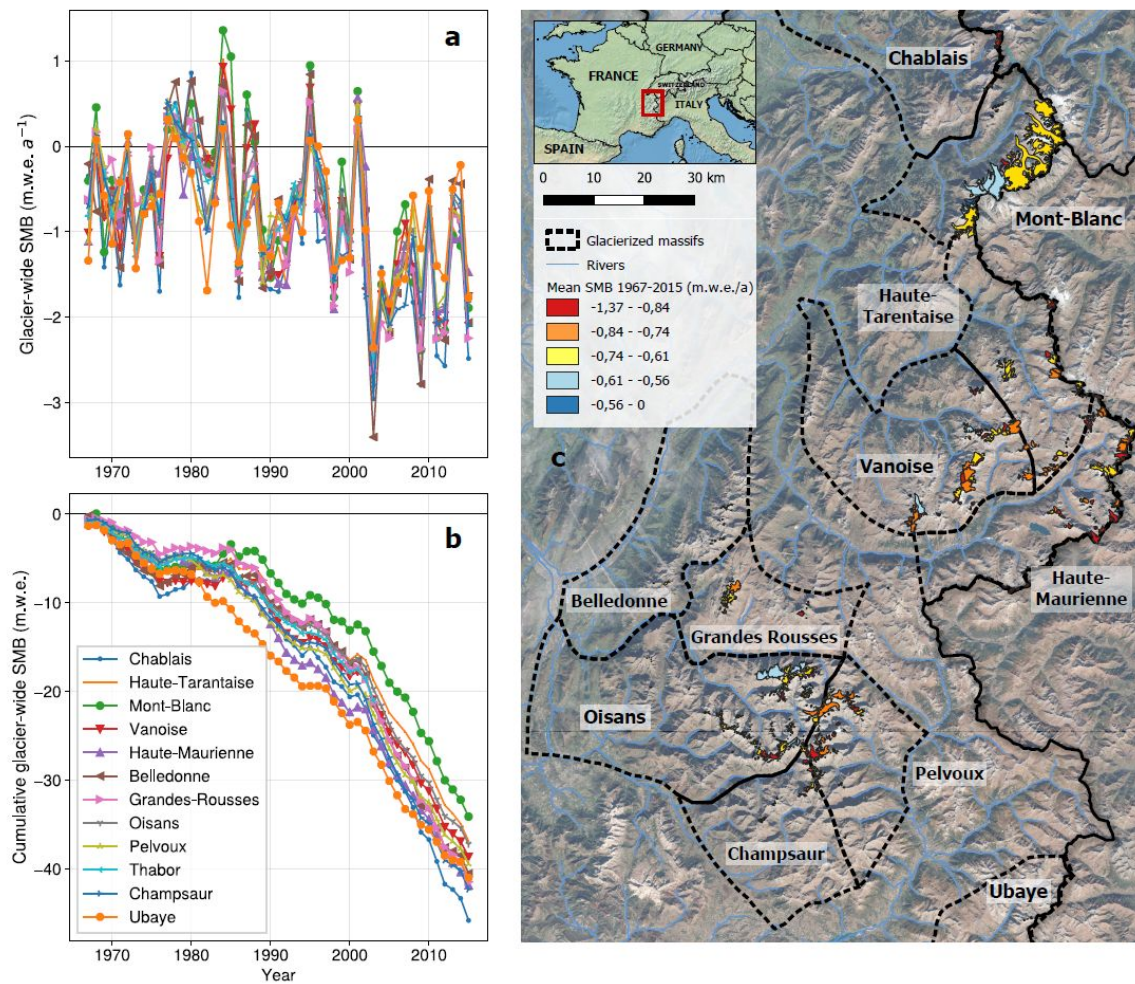 a
1
0
−1
−2
−3
Glacier-wide SMB (m.w.e. a⁻¹)
1970
1980
1990
2000
2010
b
0
−10
−20
−30
−40
Cumulative glacier-wide SMB (m.w.e.)
Chablais
Haute-Tarantaise
Mont-Blanc
Vanoise
Haute-Maurienne
Belledonne
Grandes-Rousses
Oisans
Pelvoux
Thabor
Champsaur
Ubaye
1970
1980
1990
2000
2010
Year
GERMANY
FRANCE
SWITZERLAND
ITALY
SPAIN
0 10 20 30 km
Glacierized massifs
Rivers
Mean SMB 1967-2015 (m.w.e./a)
-1,37 - -0,84
-0,84 - -0,74
-0,74 - -0,61
-0,61 - -0,56
-0,56 - 0
c
Chablais
Mont-Blanc
Haute-
Tarentaise
Vanoise
Haute-
Maurienne
Belledonne
Grandes Rousses
Oisans
Pelvoux
Champsaur
Ubaye